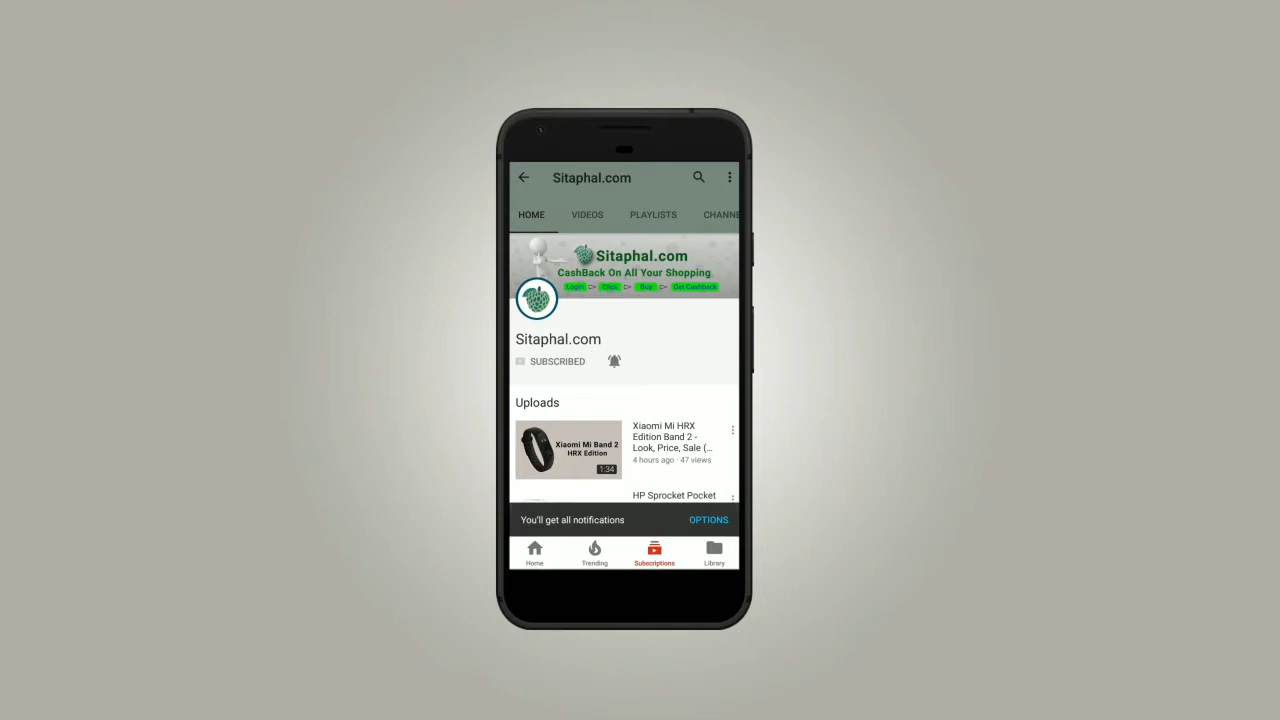 Sitaphal.com
HOME VIDEOS PLAYLISTS CHANNE
Sitaphal.com
CashBack On All Your Shopping
Login Click Buy Get Cashback
Sitaphal.com
SUBSCRIBED
Uploads
Xiaomi Mi Band 2
HRX Edition
1:34
Xiaomi Mi HRX
Edition Band 2 -
Look, Price, Sale (...
4 hours ago · 47 views
HP Sprocket Pocket
You'll get all notifications OPTIONS
Home Trending Subscriptions Library